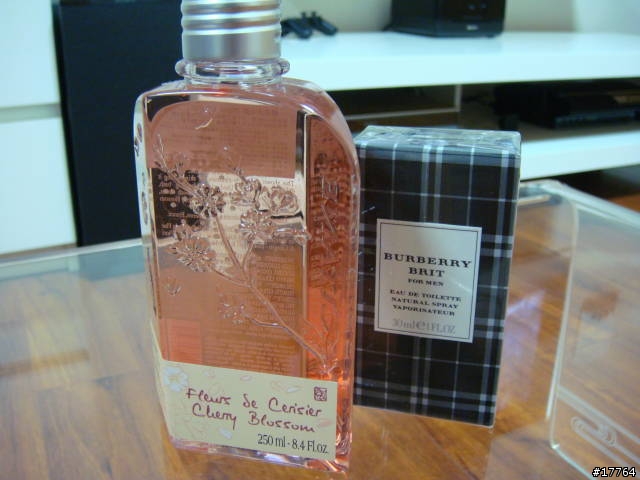 Fleurs de Cerisier
Cherry Blossom
250 ml - 8.4 Fl.oz.
BURBERRY
BRIT
FOR MEN
EAU DE TOILETTE
NATURAL SPRAY
VAPORISATEUR
30 ml e 1 FL.OZ
#17764